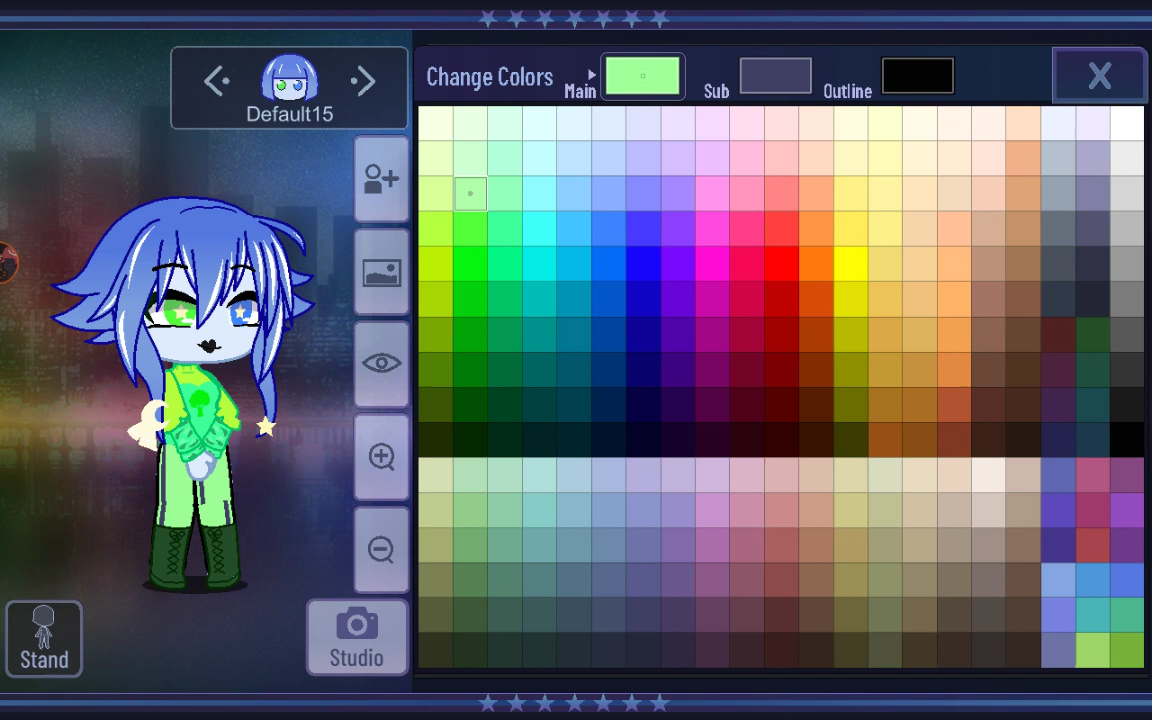 Change Colors
Main
Sub
Outline
X
Default15
Stand
Studio